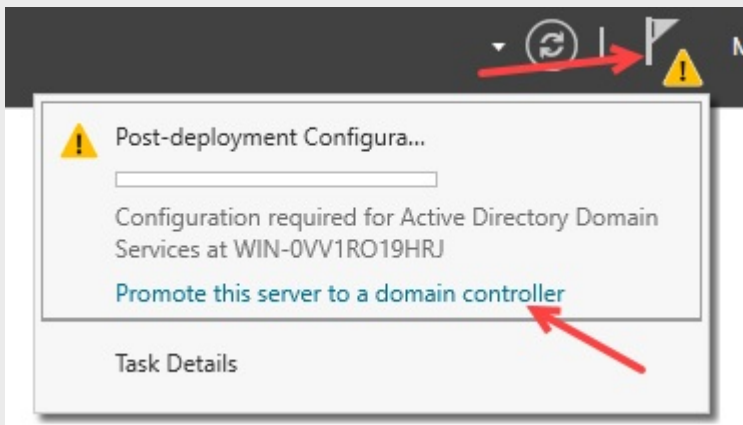 Post-deployment Configura...
Configuration required for Active Directory Domain
Services at WIN-0VV1RO19HRJ
Promote this server to a domain controller
Task Details